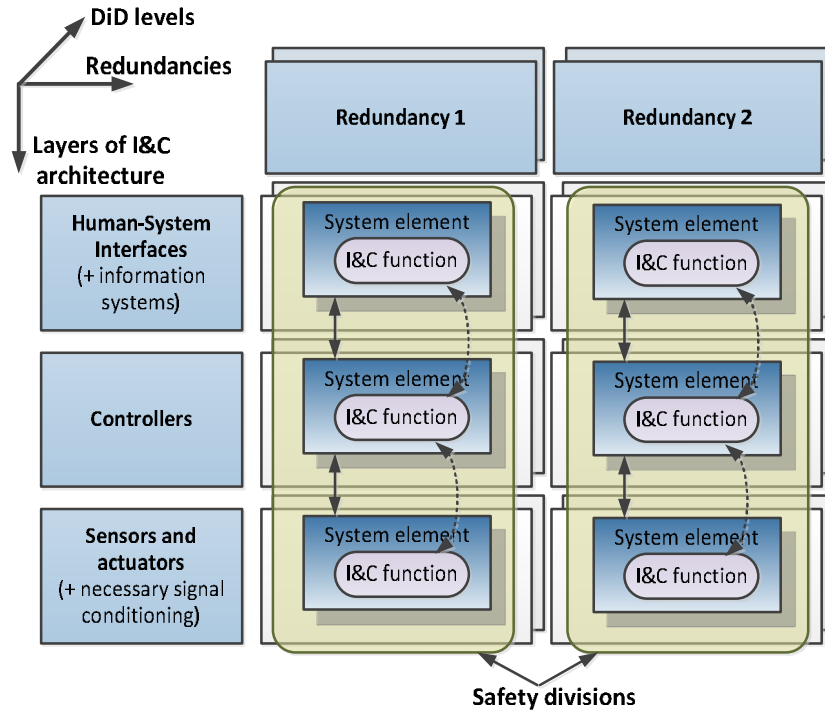 DiD levels
Redundancies
Layers of I&C
architecture
Redundancy 1
Redundancy 2
Human-System
Interfaces
(+ information
systems)
System element
I&C function
System element
I&C function
Controllers
System element
I&C function
System element
I&C function
Sensors and
actuators
(+ necessary signal
conditioning)
System element
I&C function
System element
I&C function
Safety divisions